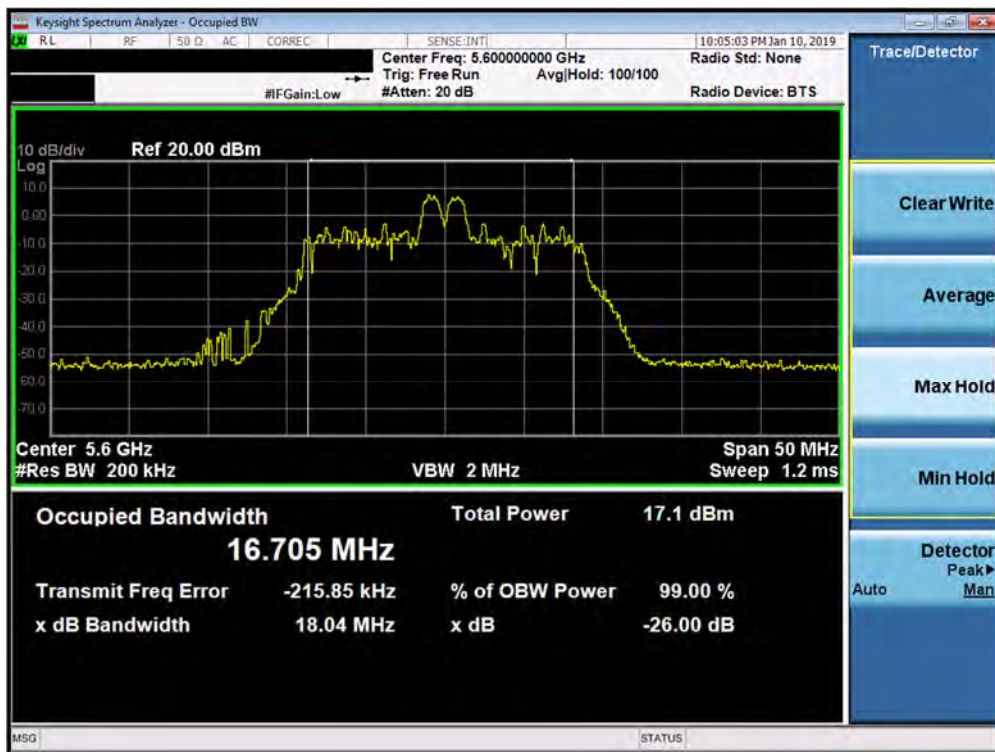 Keysight Spectrum Analyzer - Occupied BW
RL RF 50 Ω AC CORREC SENSE:INT 10:05:03 PM Jan 10, 2019
Center Freq: 5.600000000 GHz Radio Std: None
Trig: Free Run Avg|Hold: 100/100
#IFGain:Low #Atten: 20 dB Radio Device: BTS
Trace/Detector
10 dB/div Ref 20.00 dBm
Log
10.0
0.00
-10.0
-20.0
-30.0
-40.0
-50.0
-60.0
-70.0
Center 5.6 GHz Span 50 MHz
#Res BW 200 kHz VBW 2 MHz Sweep 1.2 ms
Occupied Bandwidth Total Power 17.1 dBm
16.705 MHz
Transmit Freq Error -215.85 kHz % of OBW Power 99.00 %
x dB Bandwidth 18.04 MHz x dB -26.00 dB
Clear Write
Average
Max Hold
Min Hold
Detector
Peak▶
Auto Man
MSG STATUS